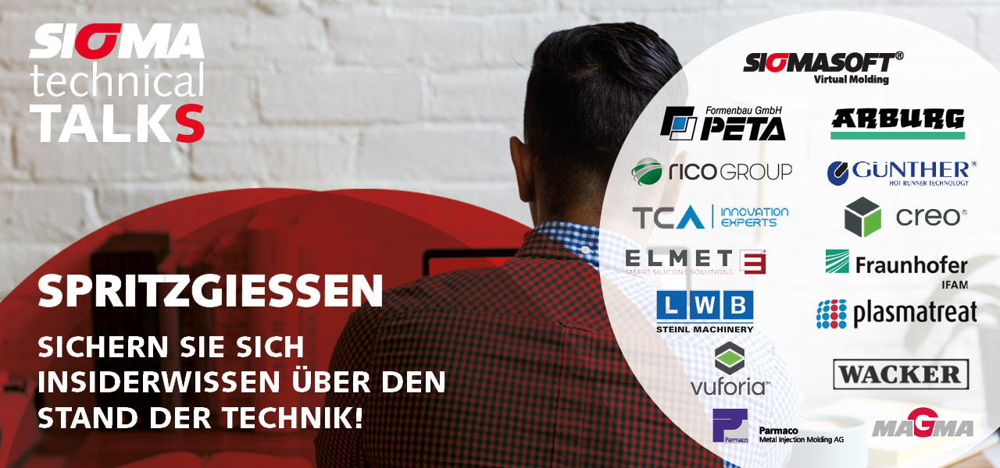 SIGMA
technical
TALKS
SPRITZGIESSEN
SICHERN SIE SICH
INSIDERWISSEN ÜBER DEN
STAND DER TECHNIK!
SIGMASOFT®
Virtual Molding
Formenbau GmbH
PETA
ARBURG
RICO GROUP
GÜNTHER®
HOT RUNNER TECHNOLOGY
TCA INNOVATION
EXPERTS
creo®
ELMET
SMART SILICONE SOLUTIONS
Fraunhofer
IFAM
LWB
STEINL MACHINERY
plasmatreat
vuforia™
WACKER
Parmaco
Parmaco
Metal Injection Molding AG
MAGMA